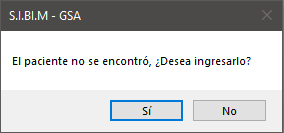 S.I.BI.M - GSA
El paciente no se encontró, ¿Desea ingresarlo?
Sí
No